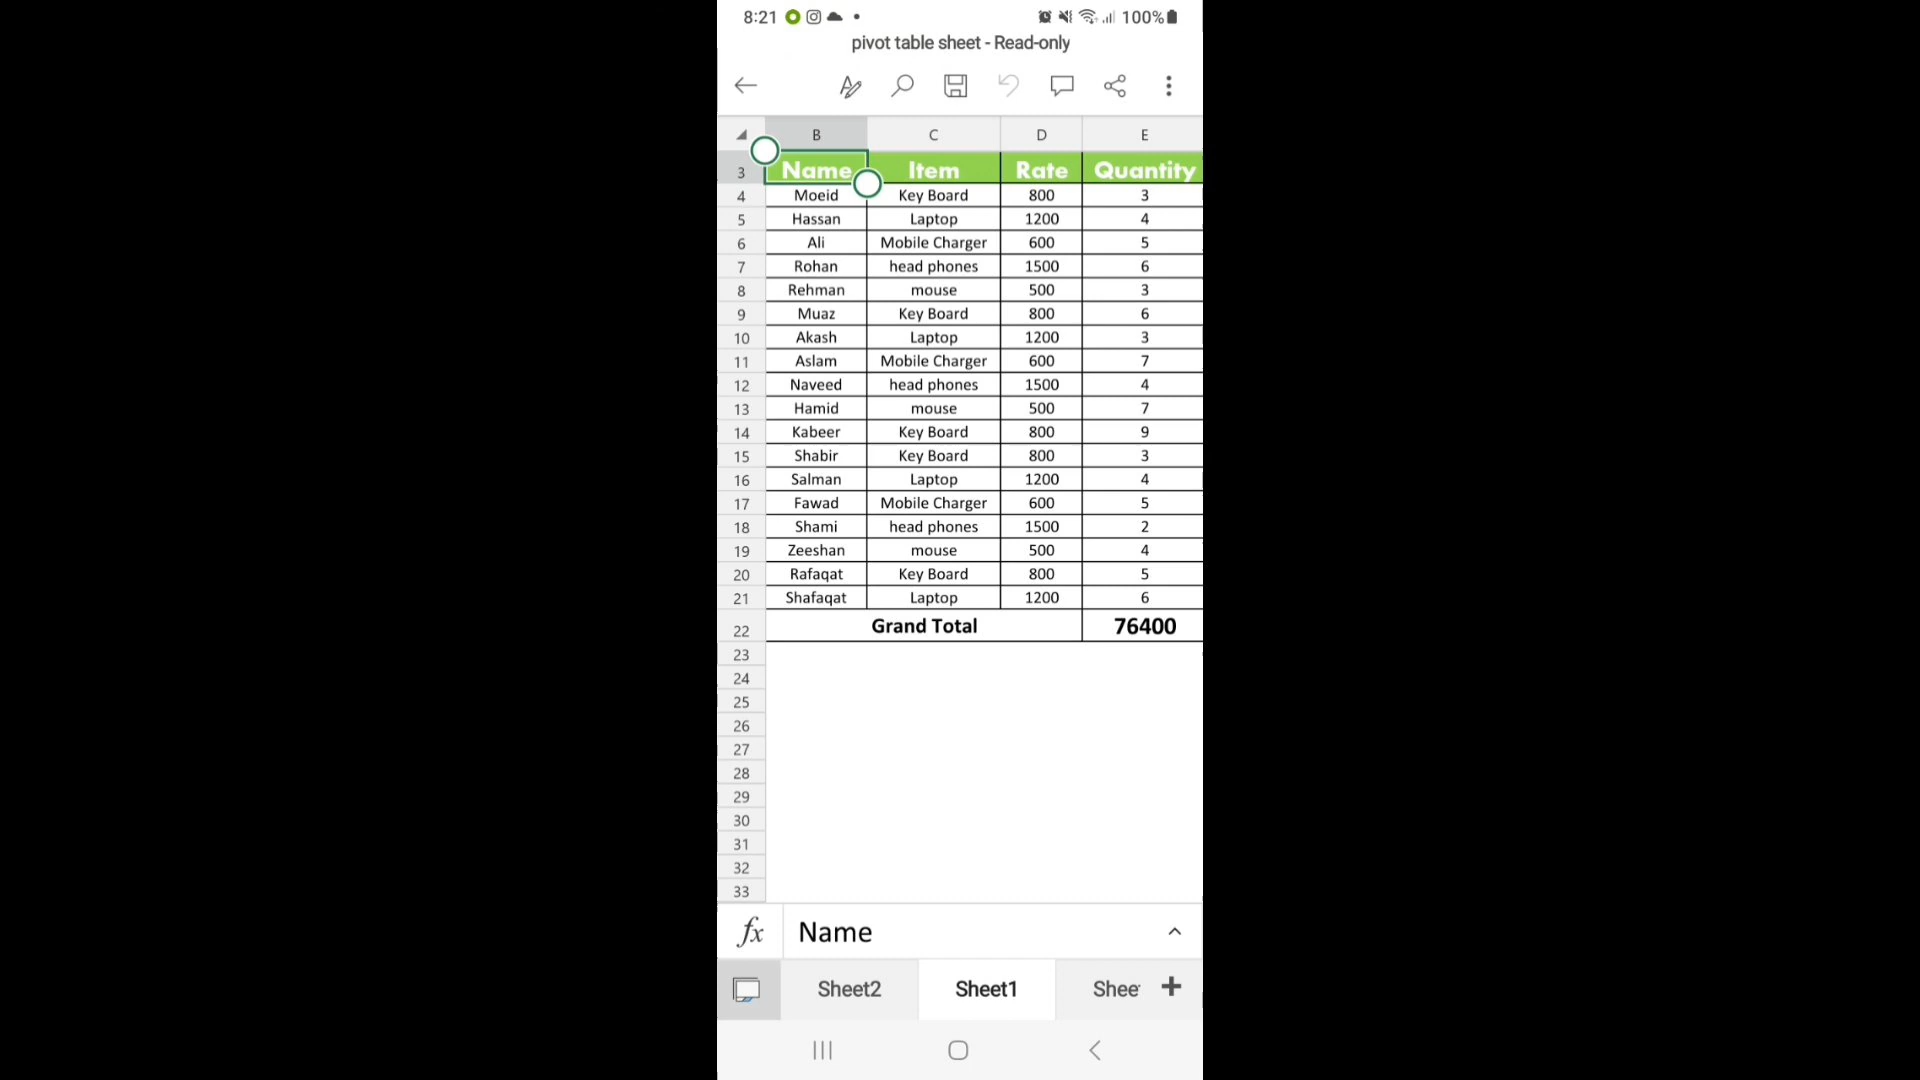 8:21 100%
pivot table sheet - Read-only
B C D E
3 Name Item Rate Quantity
4 Moeid Key Board 800 3
5 Hassan Laptop 1200 4
6 Ali Mobile Charger 600 5
7 Rohan head phones 1500 6
8 Rehman mouse 500 3
9 Muaz Key Board 800 6
10 Akash Laptop 1200 3
11 Aslam Mobile Charger 600 7
12 Naveed head phones 1500 4
13 Hamid mouse 500 7
14 Kabeer Key Board 800 9
15 Shabir Key Board 800 3
16 Salman Laptop 1200 4
17 Fawad Mobile Charger 600 5
18 Shami head phones 1500 2
19 Zeeshan mouse 500 4
20 Rafaqat Key Board 800 5
21 Shafaqat Laptop 1200 6
22 Grand Total 76400
23
24
25
26
27
28
29
30
31
32
33
fx Name
Sheet2 Sheet1 Shee